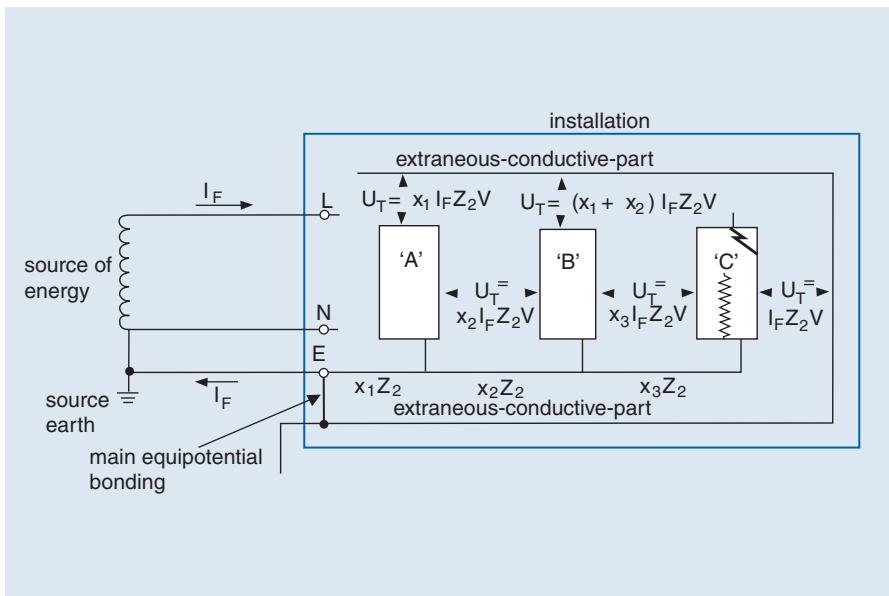 installation
extraneous-conductive-part
I_F
L
U_T = x_1 I_F Z_2 V
U_T = (x_1 + x_2) I_F Z_2 V
'A'
'B'
'C'
source of
energy
U_T =
x_2 I_F Z_2 V
U_T =
x_3 I_F Z_2 V
U_T =
I_F Z_2 V
N
E
I_F
x_1 Z_2
x_2 Z_2
x_3 Z_2
source
earth
extraneous-conductive-part
main equipotential
bonding